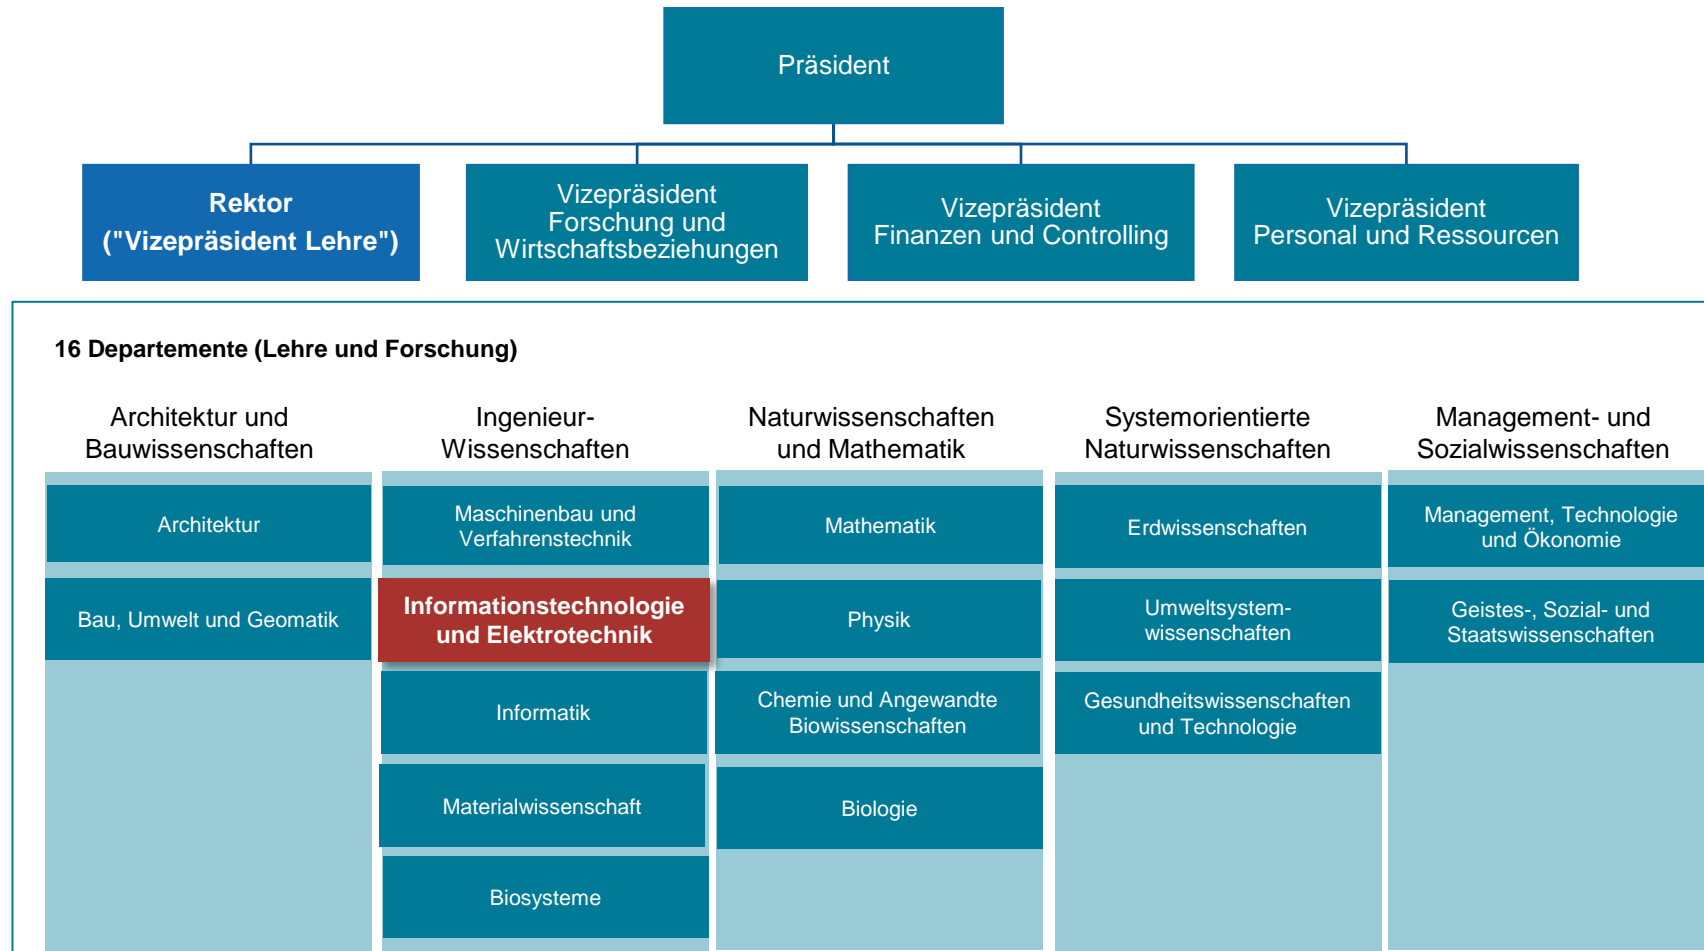 Präsident
Rektor
("Vizepräsident Lehre")
Vizepräsident
Forschung und
Wirtschaftsbeziehungen
Vizepräsident
Finanzen und Controlling
Vizepräsident
Personal und Ressourcen
16 Departemente (Lehre und Forschung)
Architektur und
Bauwissenschaften
Ingenieur-
Wissenschaften
Naturwissenschaften
und Mathematik
Systemorientierte
Naturwissenschaften
Management- und
Sozialwissenschaften
Architektur
Maschinenbau und
Verfahrenstechnik
Mathematik
Erdwissenschaften
Management, Technologie
und Ökonomie
Bau, Umwelt und Geomatik
Informationstechnologie
und Elektrotechnik
Physik
Umweltsystem-
wissenschaften
Geistes-, Sozial- und
Staatswissenschaften
Informatik
Chemie und Angewandte
Biowissenschaften
Gesundheitswissenschaften
und Technologie
Materialwissenschaft
Biologie
Biosysteme